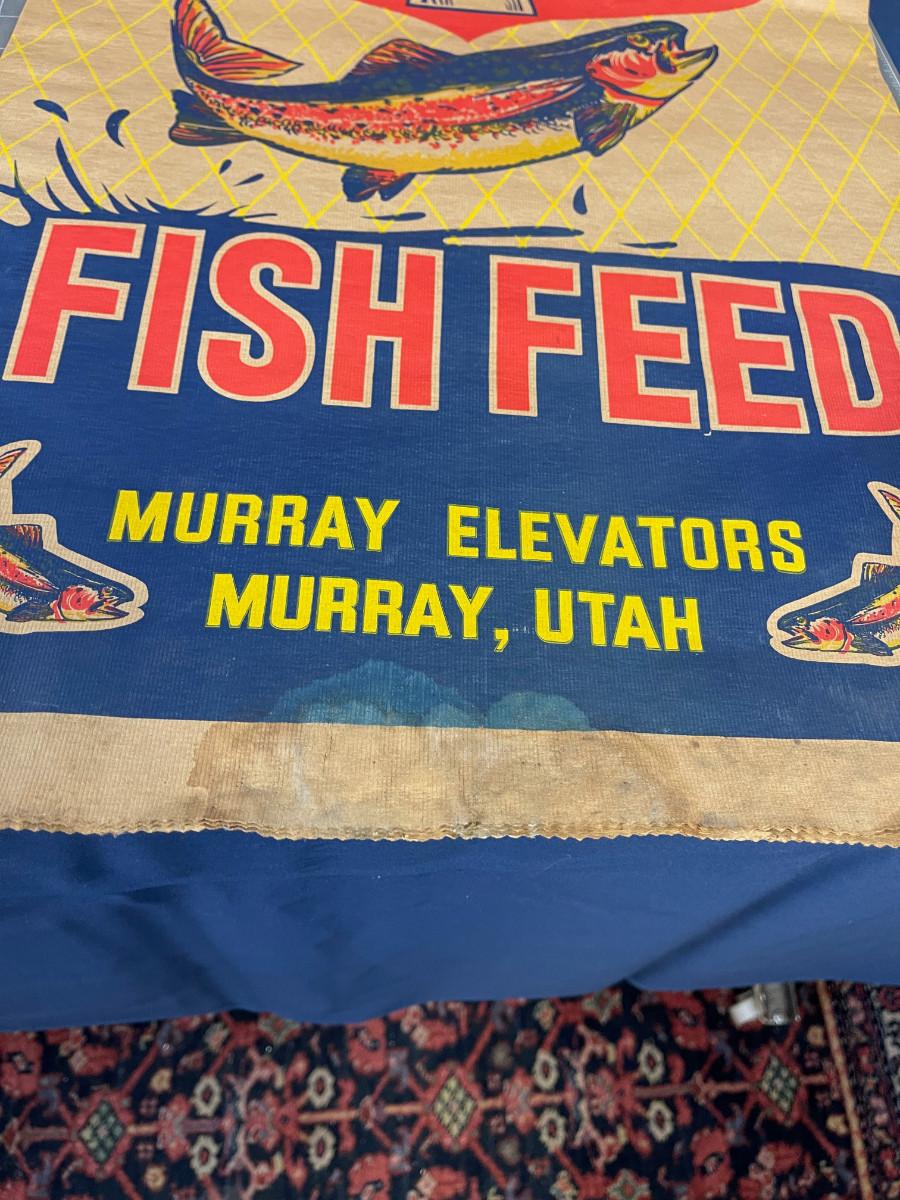 FISH FEED
MURRAY ELEVATORS
MURRAY, UTAH